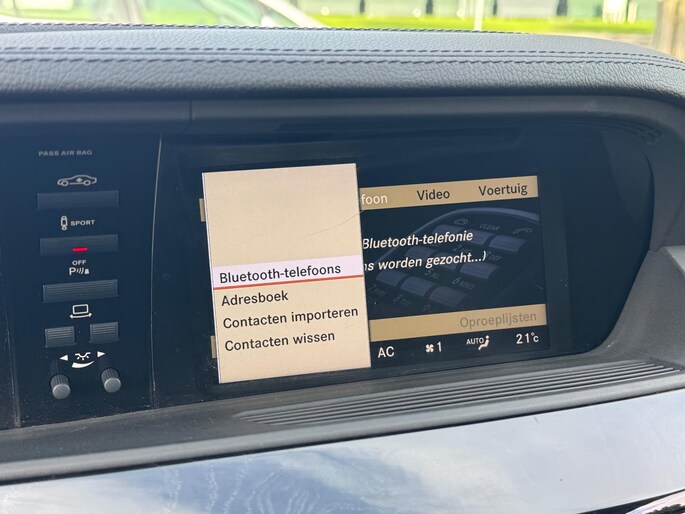 PASS AIR BAG
SPORT
OFF
P
foon Video Voertuig
Bluetooth-telefonie
s worden gezocht...)
Bluetooth-telefoons
Adresboek
Contacten importeren
Contacten wissen
Oproeplijsten
AC 1 AUTO 21°c